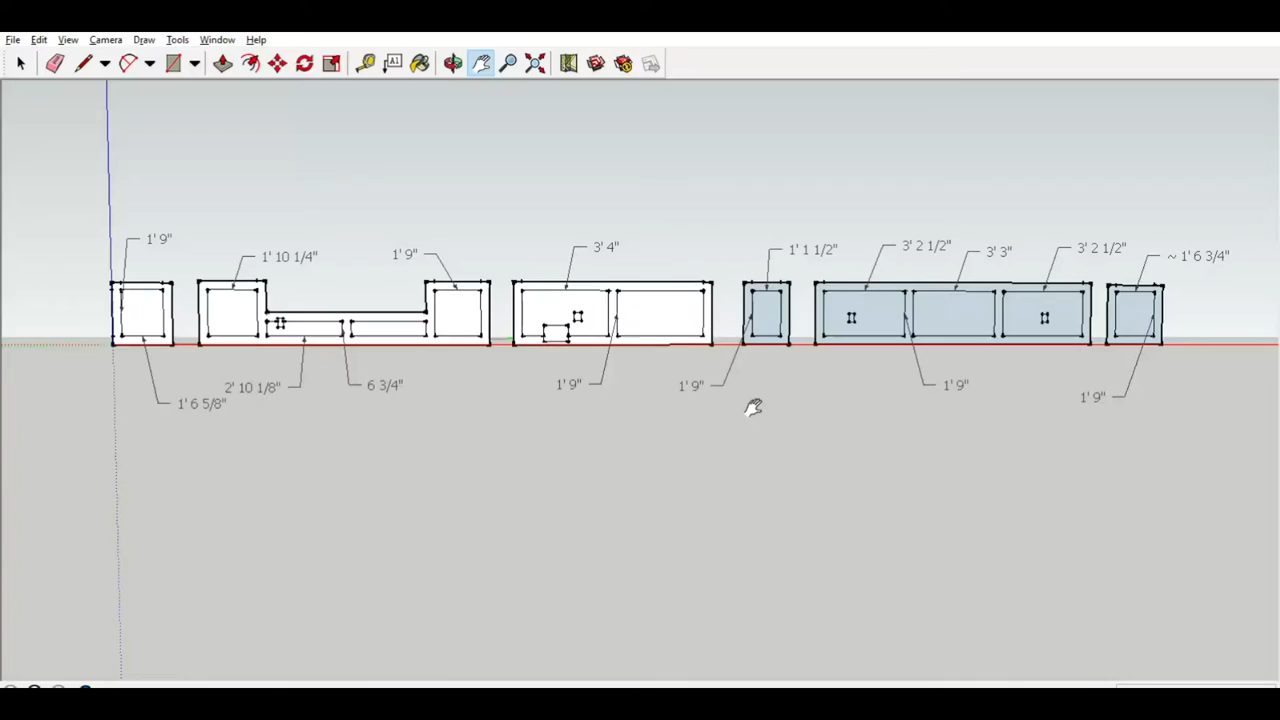 File Edit View Camera Draw Tools Window Help
A1
1' 9"
1' 10 1/4"
1' 9"
3' 4"
1' 1 1/2"
3' 2 1/2"
3' 3"
3' 2 1/2"
~ 1' 6 3/4"
1' 6 5/8"
2' 10 1/8"
6 3/4"
1' 9"
1' 9"
1' 9"
1' 9"